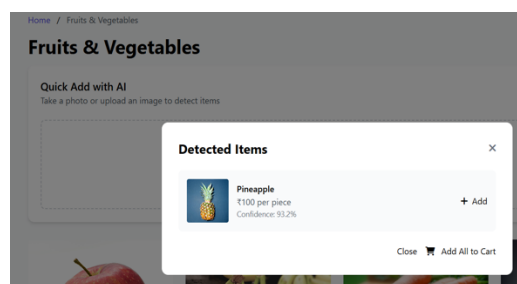 Home / Fruits & Vegetables
Fruits & Vegetables
Quick Add with AI
Take a photo or upload an image to detect items
Detected Items ×
Pineapple
₹100 per piece + Add
Confidence: 93.2%
Close Add All to Cart